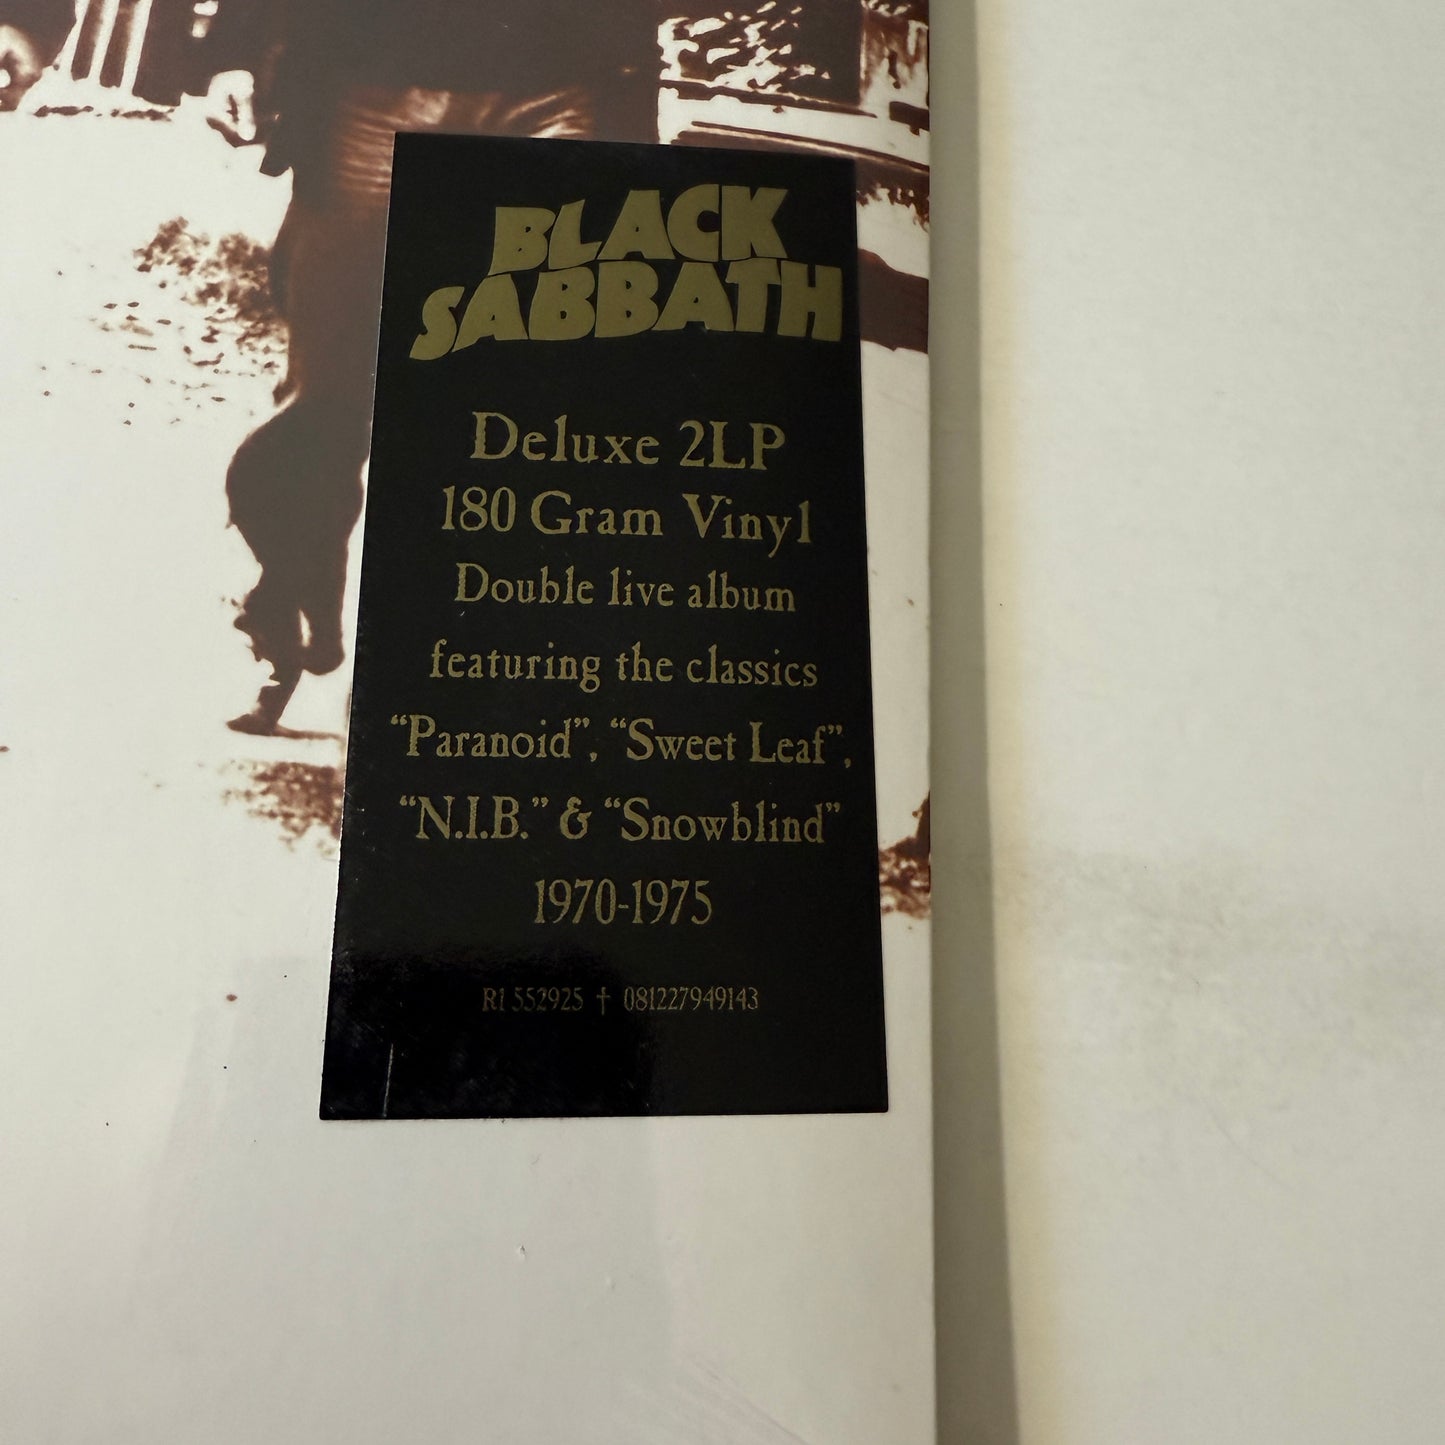 BLACK
SABBATH
Deluxe 2LP
180 Gram Vinyl
Double live album
featuring the classics
“Paranoid”, “Sweet Leaf”,
“N.I.B.” & “Snowblind”
1970-1975
R1 552925 † 081227949143